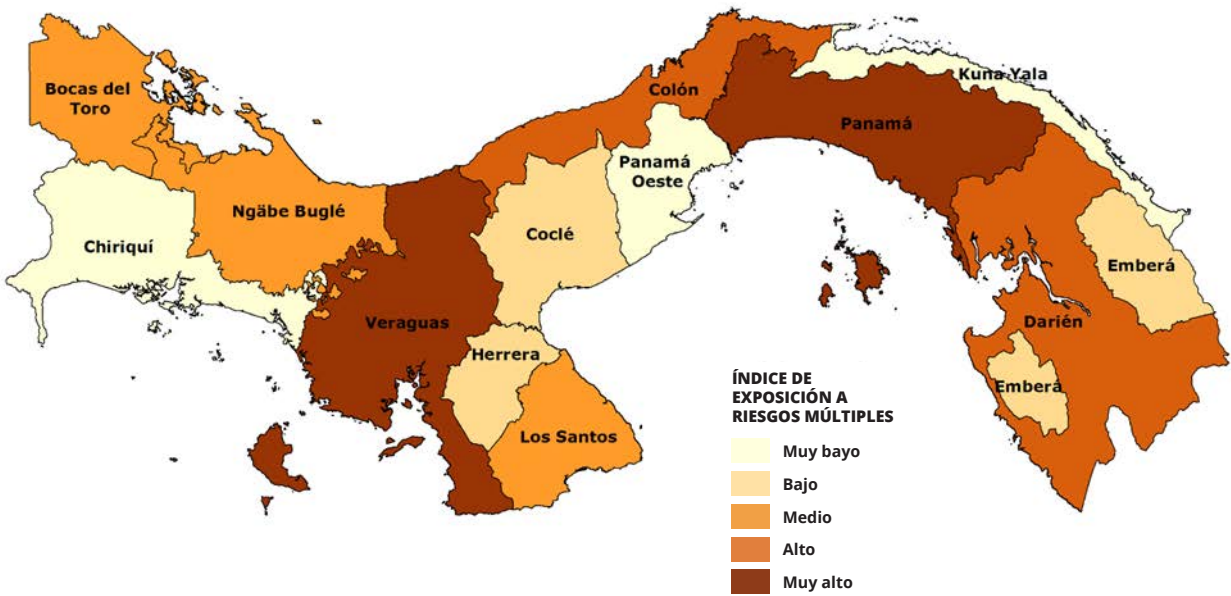 Bocas del
Toro
Ngäbe Buglé
Chiriquí
Veraguas
Colón
Coclé
Panamá
Oeste
Herrera
Los Santos
Panamá
Kuna Yala
Emberá
Darién
Emberá
ÍNDICE DE
EXPOSICIÓN A
RIESGOS MÚLTIPLES
Muy bayo
Bajo
Medio
Alto
Muy alto